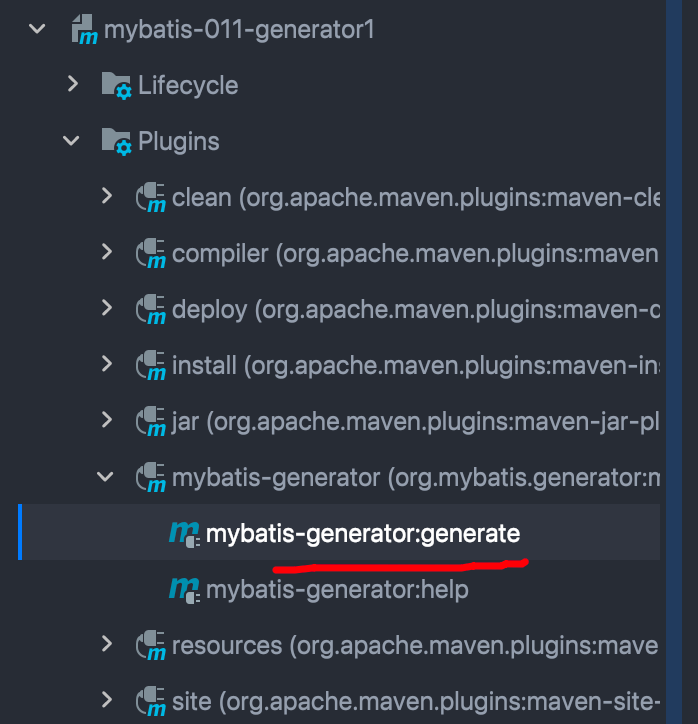 mybatis-011-generator1
Lifecycle
Plugins
clean (org.apache.maven.plugins:maven-cle
compiler (org.apache.maven.plugins:maven
deploy (org.apache.maven.plugins:maven-c
install (org.apache.maven.plugins:maven-in
jar (org.apache.maven.plugins:maven-jar-pl
mybatis-generator (org.mybatis.generator:m
mybatis-generator:generate
mybatis-generator:help
resources (org.apache.maven.plugins:mave
site (org.apache.maven.plugins:maven-site-